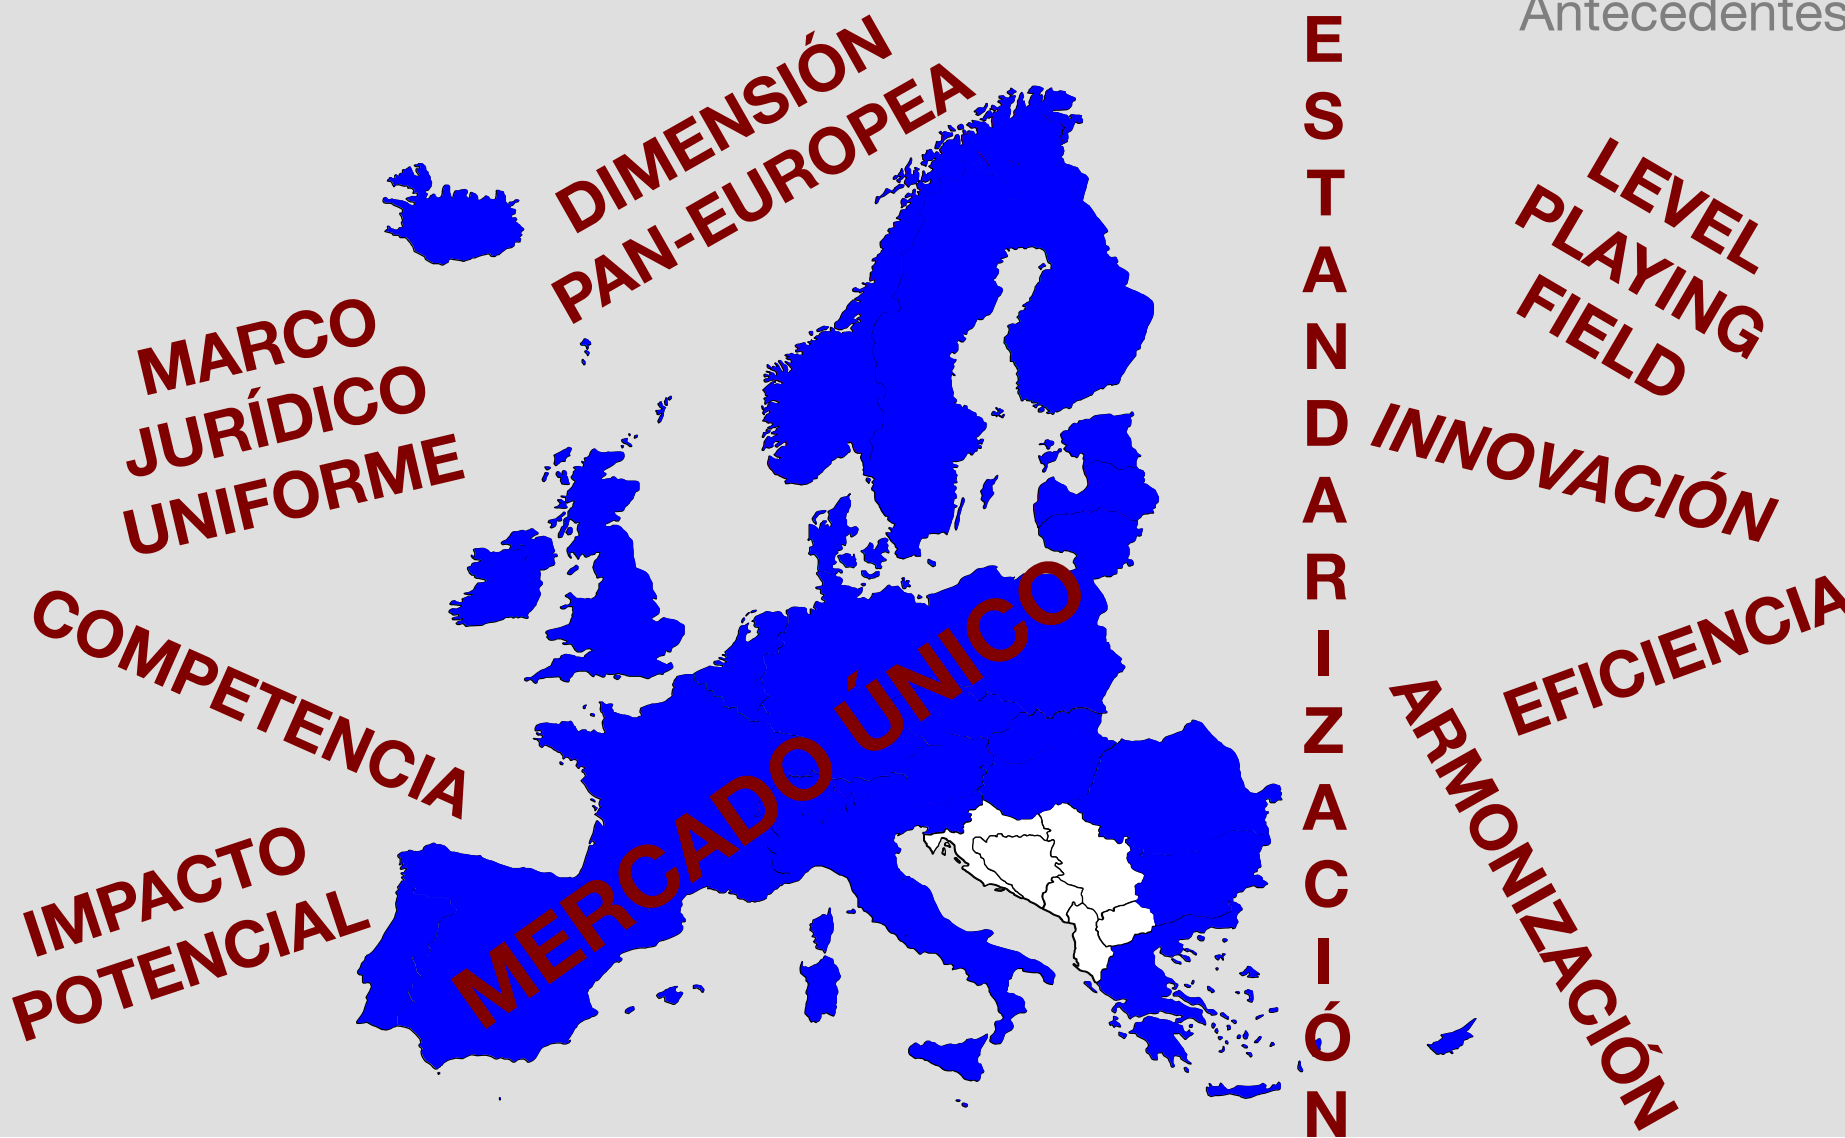 Antecedentes
DIMENSIÓN
PAN-EUROPEA
MARCO
JURÍDICO
UNIFORME
COMPETENCIA
IMPACTO
POTENCIAL
MERCADO ÚNICO
ESTANDARIZACIÓN
LEVEL
PLAYING
FIELD
INNOVACIÓN
EFICIENCIA
ARMONIZACIÓN